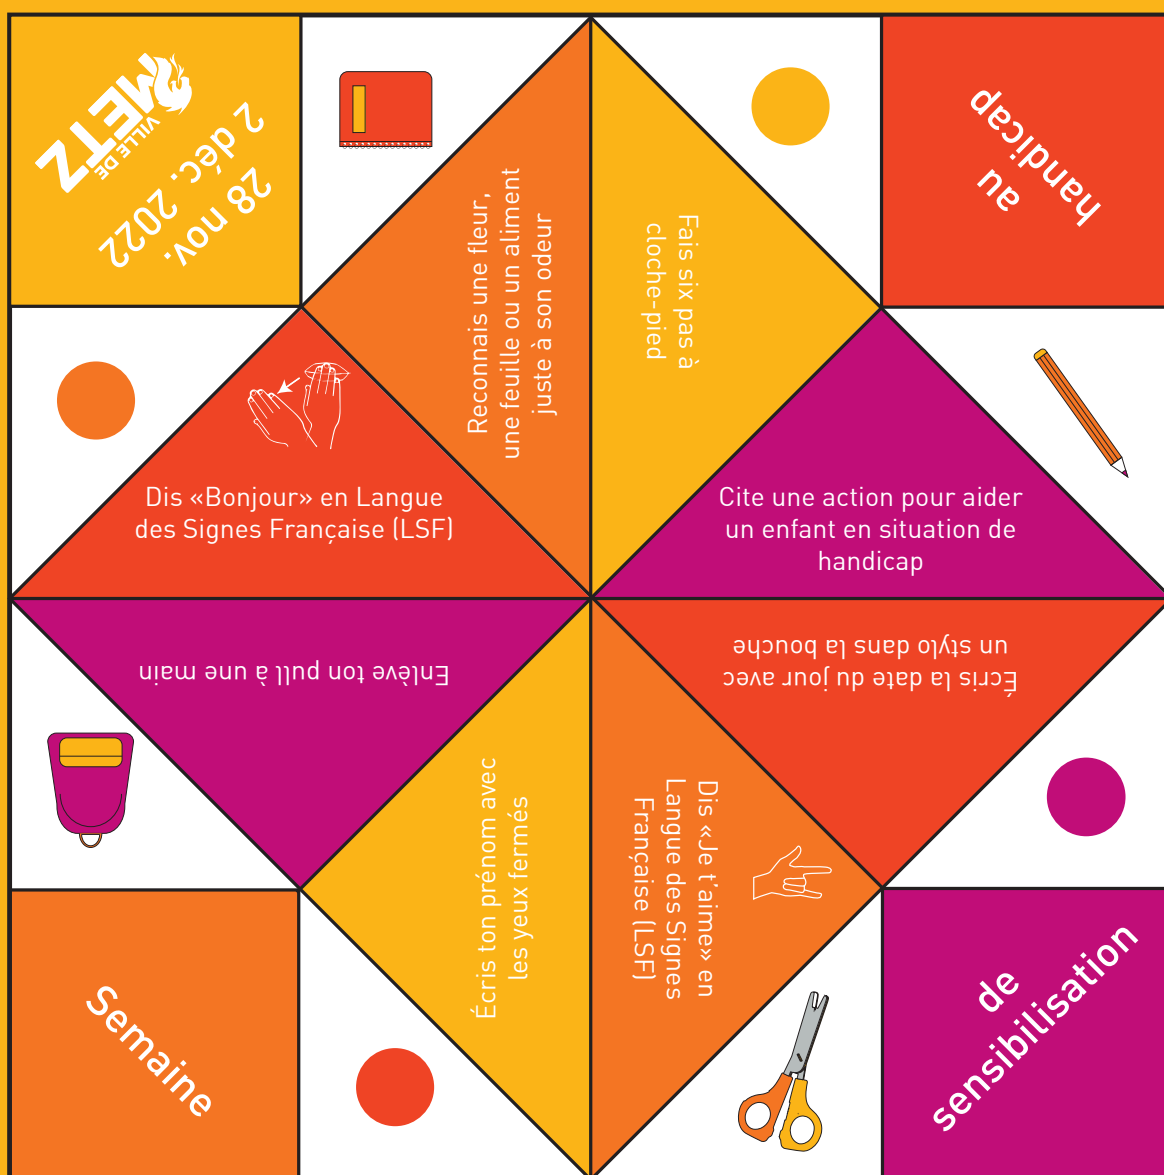 VILLE DE
METZ
28 nov.
2 déc. 2022
au
handicap
Reconnais une fleur,
une feuille ou un aliment
juste à son odeur
Fais six pas à
cloche-pied
Dis «Bonjour» en Langue
des Signes Française (LSF)
Cite une action pour aider
un enfant en situation de
handicap
Enlève ton pull à une main
Écris la date du jour avec
un stylo dans la bouche
Écris ton prénom avec
les yeux fermés
Dis «Je t'aime» en
Langue des Signes
Française (LSF)
Semaine
de
sensibilisation